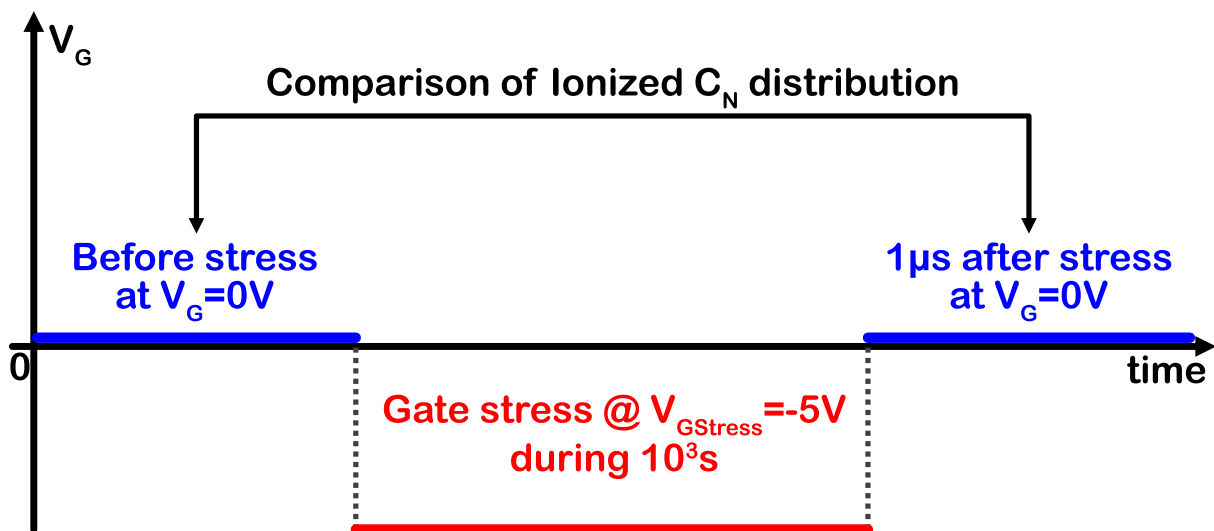 V_G
Comparison of Ionized C_N distribution
Before stress
at V_G=0V
1µs after stress
at V_G=0V
0
time
Gate stress @ V_GStress=-5V
during 10³s